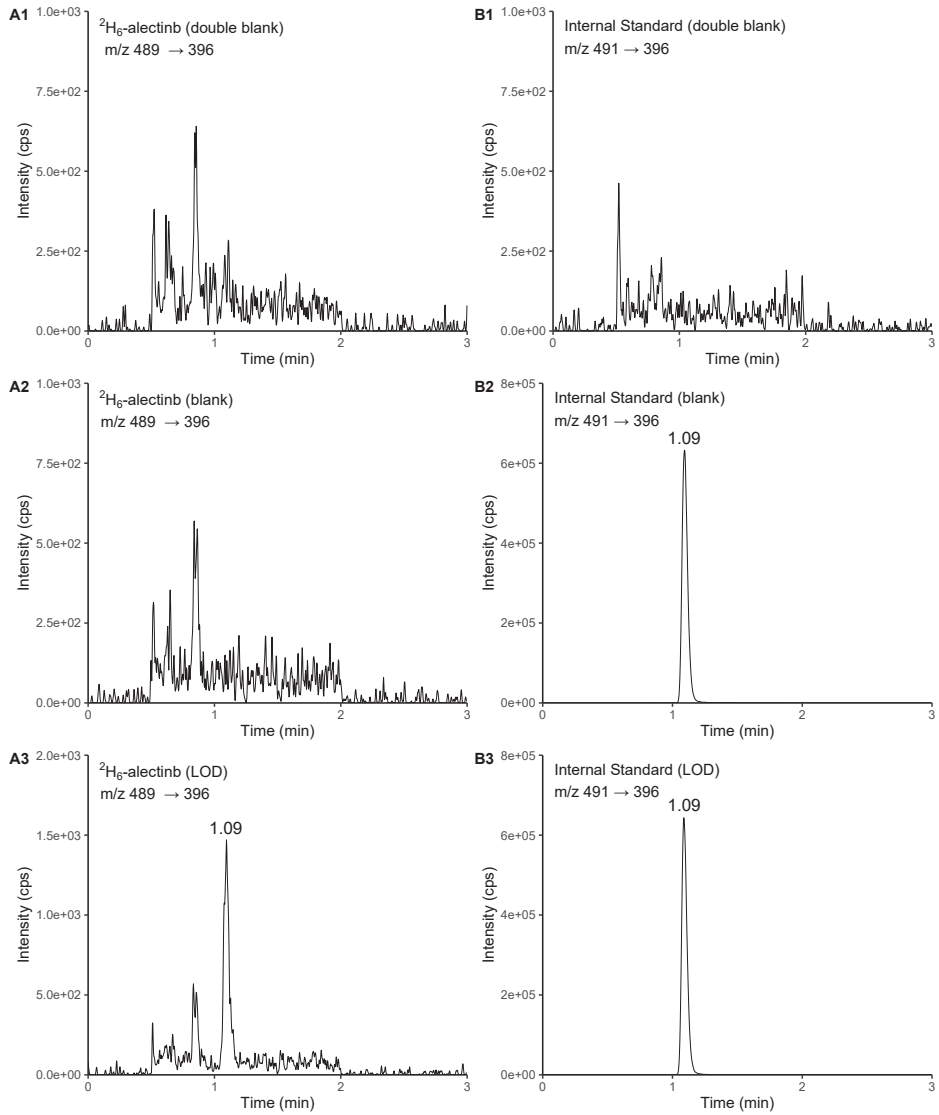 A1
²H₆-alectinb (double blank)
m/z 489 → 396
1.0e+03
7.5e+02
5.0e+02
2.5e+02
0.0e+00
Intensity (cps)
0 1 2 3
Time (min)
B1
Internal Standard (double blank)
m/z 491 → 396
1.0e+03
7.5e+02
5.0e+02
2.5e+02
0.0e+00
Intensity (cps)
0 1 2 3
Time (min)
A2
²H₆-alectinb (blank)
m/z 489 → 396
1.0e+03
7.5e+02
5.0e+02
2.5e+02
0.0e+00
Intensity (cps)
0 1 2 3
Time (min)
B2
Internal Standard (blank)
m/z 491 → 396
1.09
8e+05
6e+05
4e+05
2e+05
0e+00
Intensity (cps)
0 1 2 3
Time (min)
A3
²H₆-alectinb (LOD)
m/z 489 → 396
1.09
2.0e+03
1.5e+03
1.0e+03
5.0e+02
0.0e+00
Intensity (cps)
0 1 2 3
Time (min)
B3
Internal Standard (LOD)
m/z 491 → 396
1.09
8e+05
6e+05
4e+05
2e+05
0e+00
Intensity (cps)
0 1 2 3
Time (min)